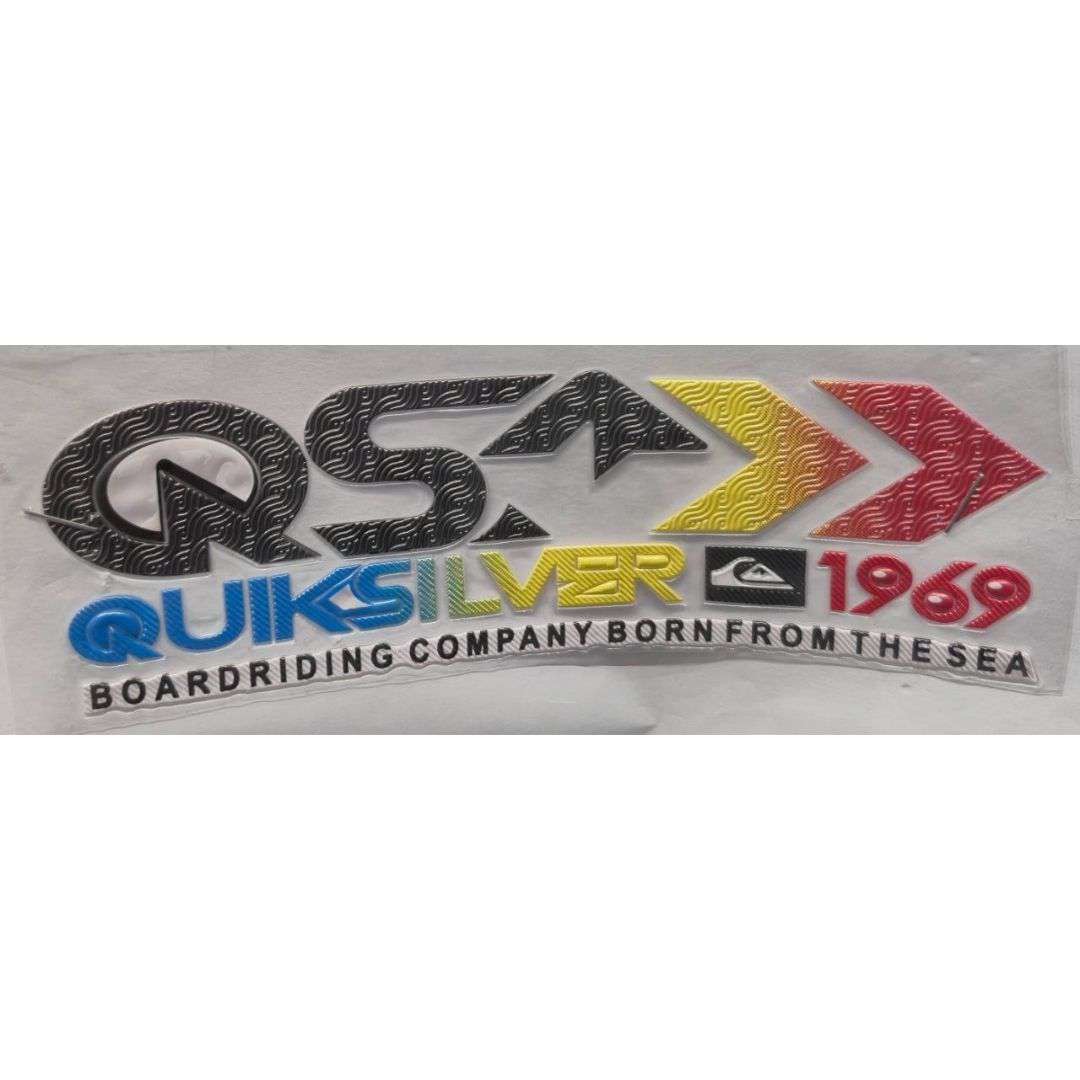 QS
QUIKSILVER 1969
BOARDRIDING COMPANY BORN FROM THE SEA